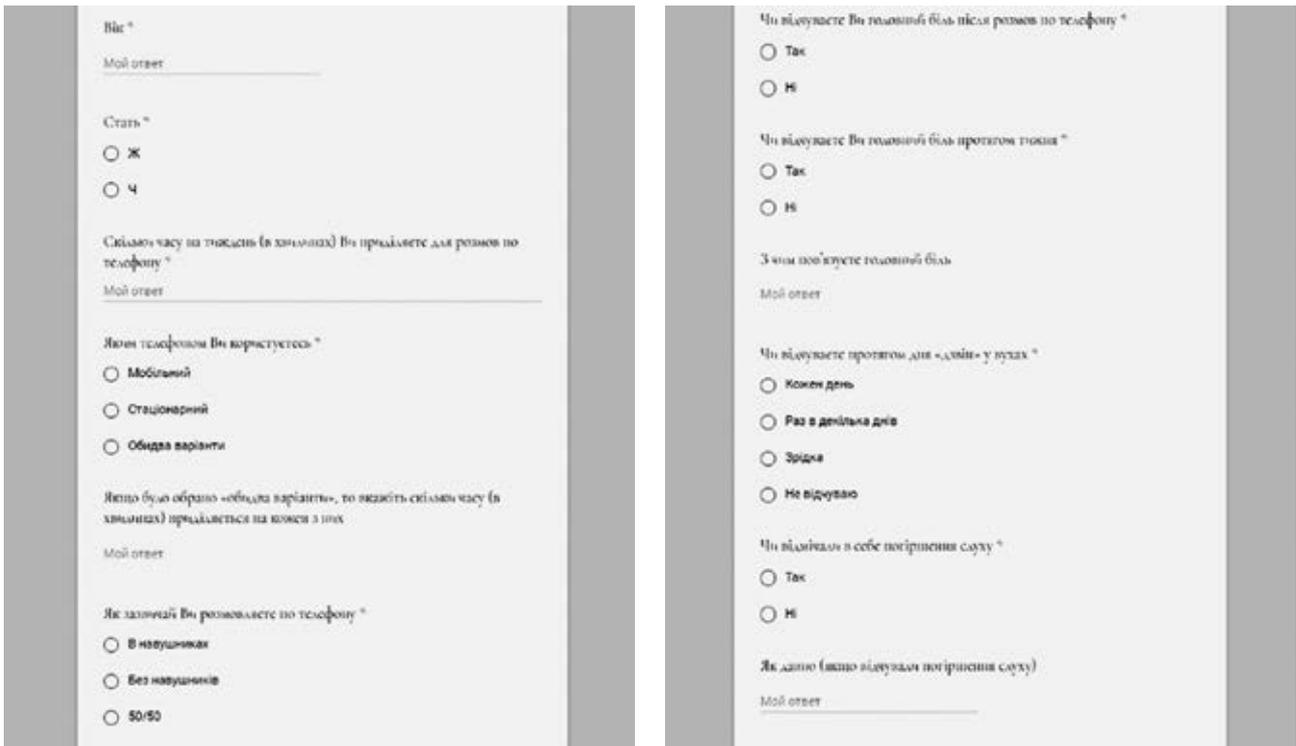 Вік *
Мой ответ
Стать *
Ж
Ч
Скільки часу на тиждень (в хвилинах) Ви приділяєте для розмов по
телефону *
Мой ответ
Яким телефоном Ви користуєтесь *
Мобільний
Стаціонарний
Обидва варіанти
Якщо було обрано «обидва варіанти», то вкажіть скільки часу (в
хвилинах) приділяється на кожен з них
Мой ответ
Як зазвичай Ви розмовляєте по телефону *
В навушниках
Без навушників
50/50
Чи відчуваєте Ви головний біль після розмов по телефону *
Так
Ні
Чи відчуваєте Ви головний біль протягом тижня *
Так
Ні
З чим пов'язуєте головний біль
Мой ответ
Чи відчуваєте протягом дня «дзвін» у вухах *
Кожен день
Раз в декілька днів
Зрідка
Не відчуваю
Чи відмічали в себе погіршення слуху *
Так
Ні
Як давно (якщо відчували погіршення слуху)
Мой ответ